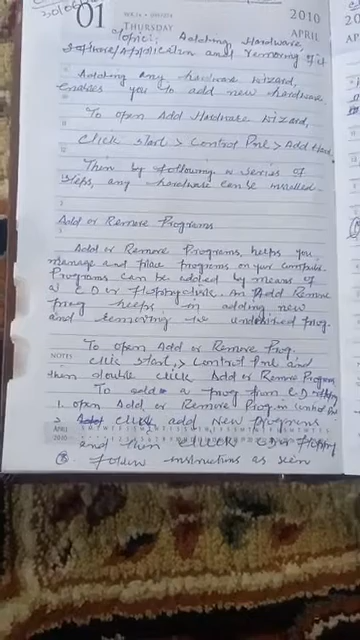 01
THURSDAY
2010
APRIL
Topic: Adding Hardware,
Software/Application and removing of it
Adding any hardware wizard,
enables you to add new hardware.
To open Add Hardware wizard,
Click start > Control Pnl > Add Hard
Then by following a series of
steps, any hardware can be installed
Add or Remove Programs
Add or Remove Programs, helps you
manage and place programs on your computer.
Programs can be added by means of
a CD or floppy disk. An Add Remove
prog helps in adding new
and removing the undesired prog.
To open Add or Remove Prog.
NOTES click start, > Control Pnl and
then double click Add or Remove Programs
To add a prog from C.D or floppy
1. open Add or Remove Prog. in Control Pnl
2 click add new programs
APRIL
2010
and then click CD or floppy
3. Follow instructions as seen